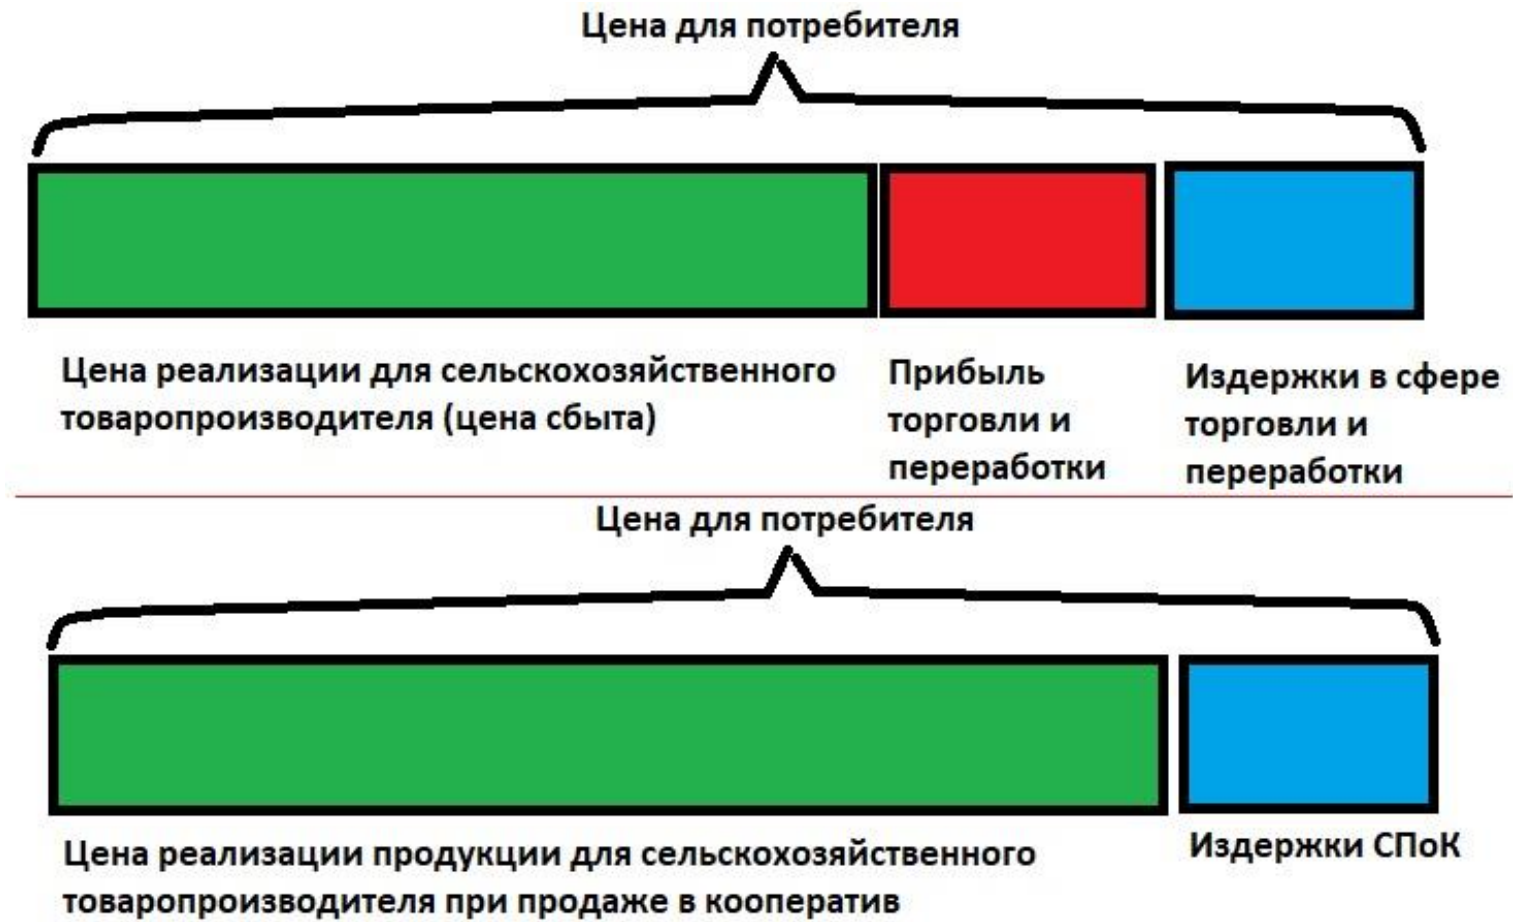 Цена для потребителя
Цена реализации для сельскохозяйственного
товаропроизводителя (цена сбыта)
Прибыль
торговли и
переработки
Издержки в сфере
торговли и
переработки
Цена для потребителя
Цена реализации продукции для сельскохозяйственного
товаропроизводителя при продаже в кооператив
Издержки СПоК